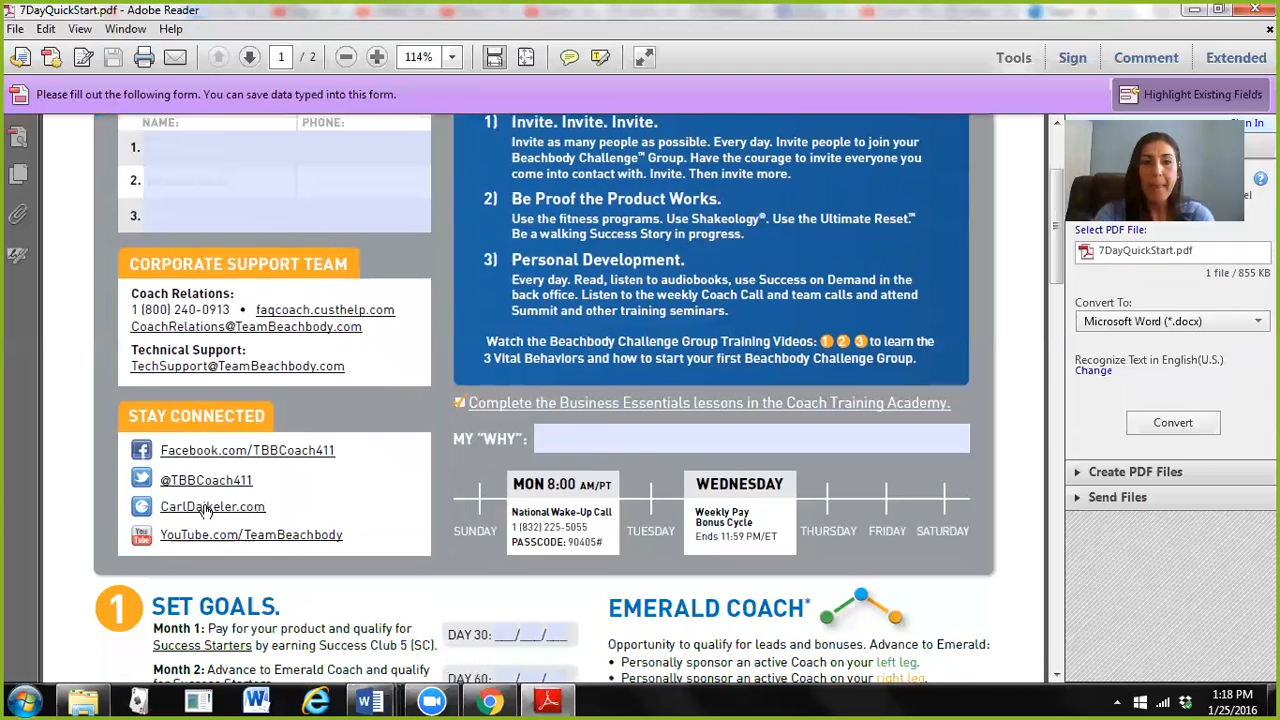 7DayQuickStart.pdf - Adobe Reader
File Edit View Window Help
1 / 2 114% Tools Sign Comment Extended
Please fill out the following form. You can save data typed into this form.
Highlight Existing Fields
NAME: PHONE:
1.
2.
3.
CORPORATE SUPPORT TEAM
Coach Relations:
1 (800) 240-0913 • faqcoach.custhelp.com
CoachRelations@TeamBeachbody.com
Technical Support:
TechSupport@TeamBeachbody.com
STAY CONNECTED
Facebook.com/TBBCoach411
@TBBCoach411
CarlDaikeler.com
You Tube YouTube.com/TeamBeachbody
1) Invite. Invite. Invite.
Invite as many people as possible. Every day. Invite people to join your
Beachbody Challenge™ Group. Have the courage to invite everyone you
come into contact with. Invite. Then invite more.
2) Be Proof the Product Works.
Use the fitness programs. Use Shakeology®. Use the Ultimate Reset.™
Be a walking Success Story in progress.
3) Personal Development.
Every day. Read, listen to audiobooks, use Success on Demand in the
back office. Listen to the weekly Coach Call and team calls and attend
Summit and other training seminars.
Watch the Beachbody Challenge Group Training Videos: 1 2 3 to learn the
3 Vital Behaviors and how to start your first Beachbody Challenge Group.
Complete the Business Essentials lessons in the Coach Training Academy.
MY "WHY":
MON 8:00 AM/PT
National Wake-Up Call
1 (832) 225-5055
PASSCODE: 90405#
WEDNESDAY
Weekly Pay
Bonus Cycle
Ends 11:59 PM/ET
SUNDAY TUESDAY THURSDAY FRIDAY SATURDAY
1 SET GOALS.
Month 1: Pay for your product and qualify for
Success Starters by earning Success Club 5 (SC).
Month 2: Advance to Emerald Coach and qualify
DAY 30: __/__/__
DAY 60:
EMERALD COACH*
Opportunity to qualify for leads and bonuses. Advance to Emerald:
• Personally sponsor an active Coach on your left leg.
• Personally sponsor an active Coach on your right leg.
Sign In
Select PDF File:
7DayQuickStart.pdf
1 file / 855 KB
Convert To:
Microsoft Word (*.docx)
Recognize Text in English(U.S.)
Change
Convert
Create PDF Files
Send Files
1:18 PM
1/25/2016